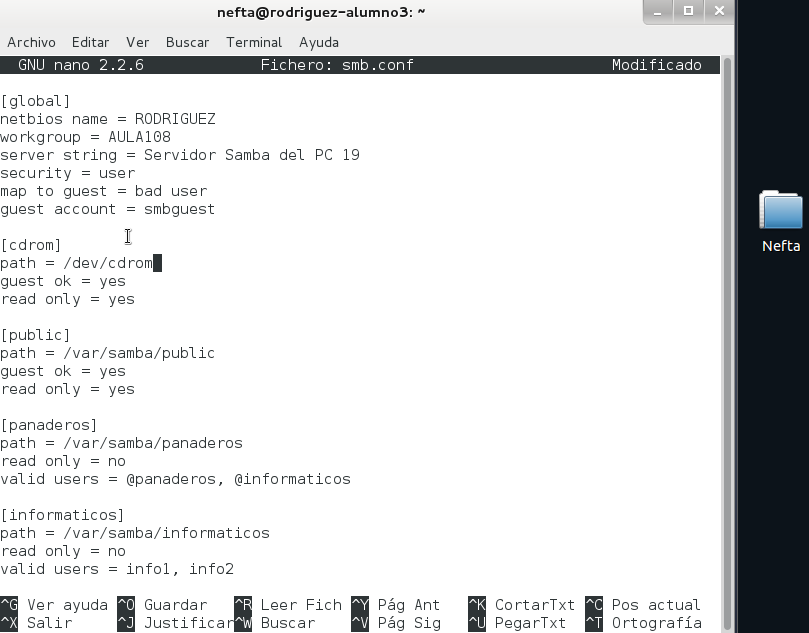 nefta@rodriguez-alumno3: ~
Archivo Editar Ver Buscar Terminal Ayuda
GNU nano 2.2.6 Fichero: smb.conf Modificado
[global]
netbios name = RODRIGUEZ
workgroup = AULA108
server string = Servidor Samba del PC 19
security = user
map to guest = bad user
guest account = smbguest
[cdrom]
path = /dev/cdrom
guest ok = yes
read only = yes
[public]
path = /var/samba/public
guest ok = yes
read only = yes
[panaderos]
path = /var/samba/panaderos
read only = no
valid users = @panaderos, @informaticos
[informaticos]
path = /var/samba/informaticos
read only = no
valid users = info1, info2
^G Ver ayuda ^O Guardar ^R Leer Fich ^Y Pág Ant ^K CortarTxt ^C Pos actual
^X Salir ^J Justificar ^W Buscar ^V Pág Sig ^U PegarTxt ^T Ortografía
Nefta